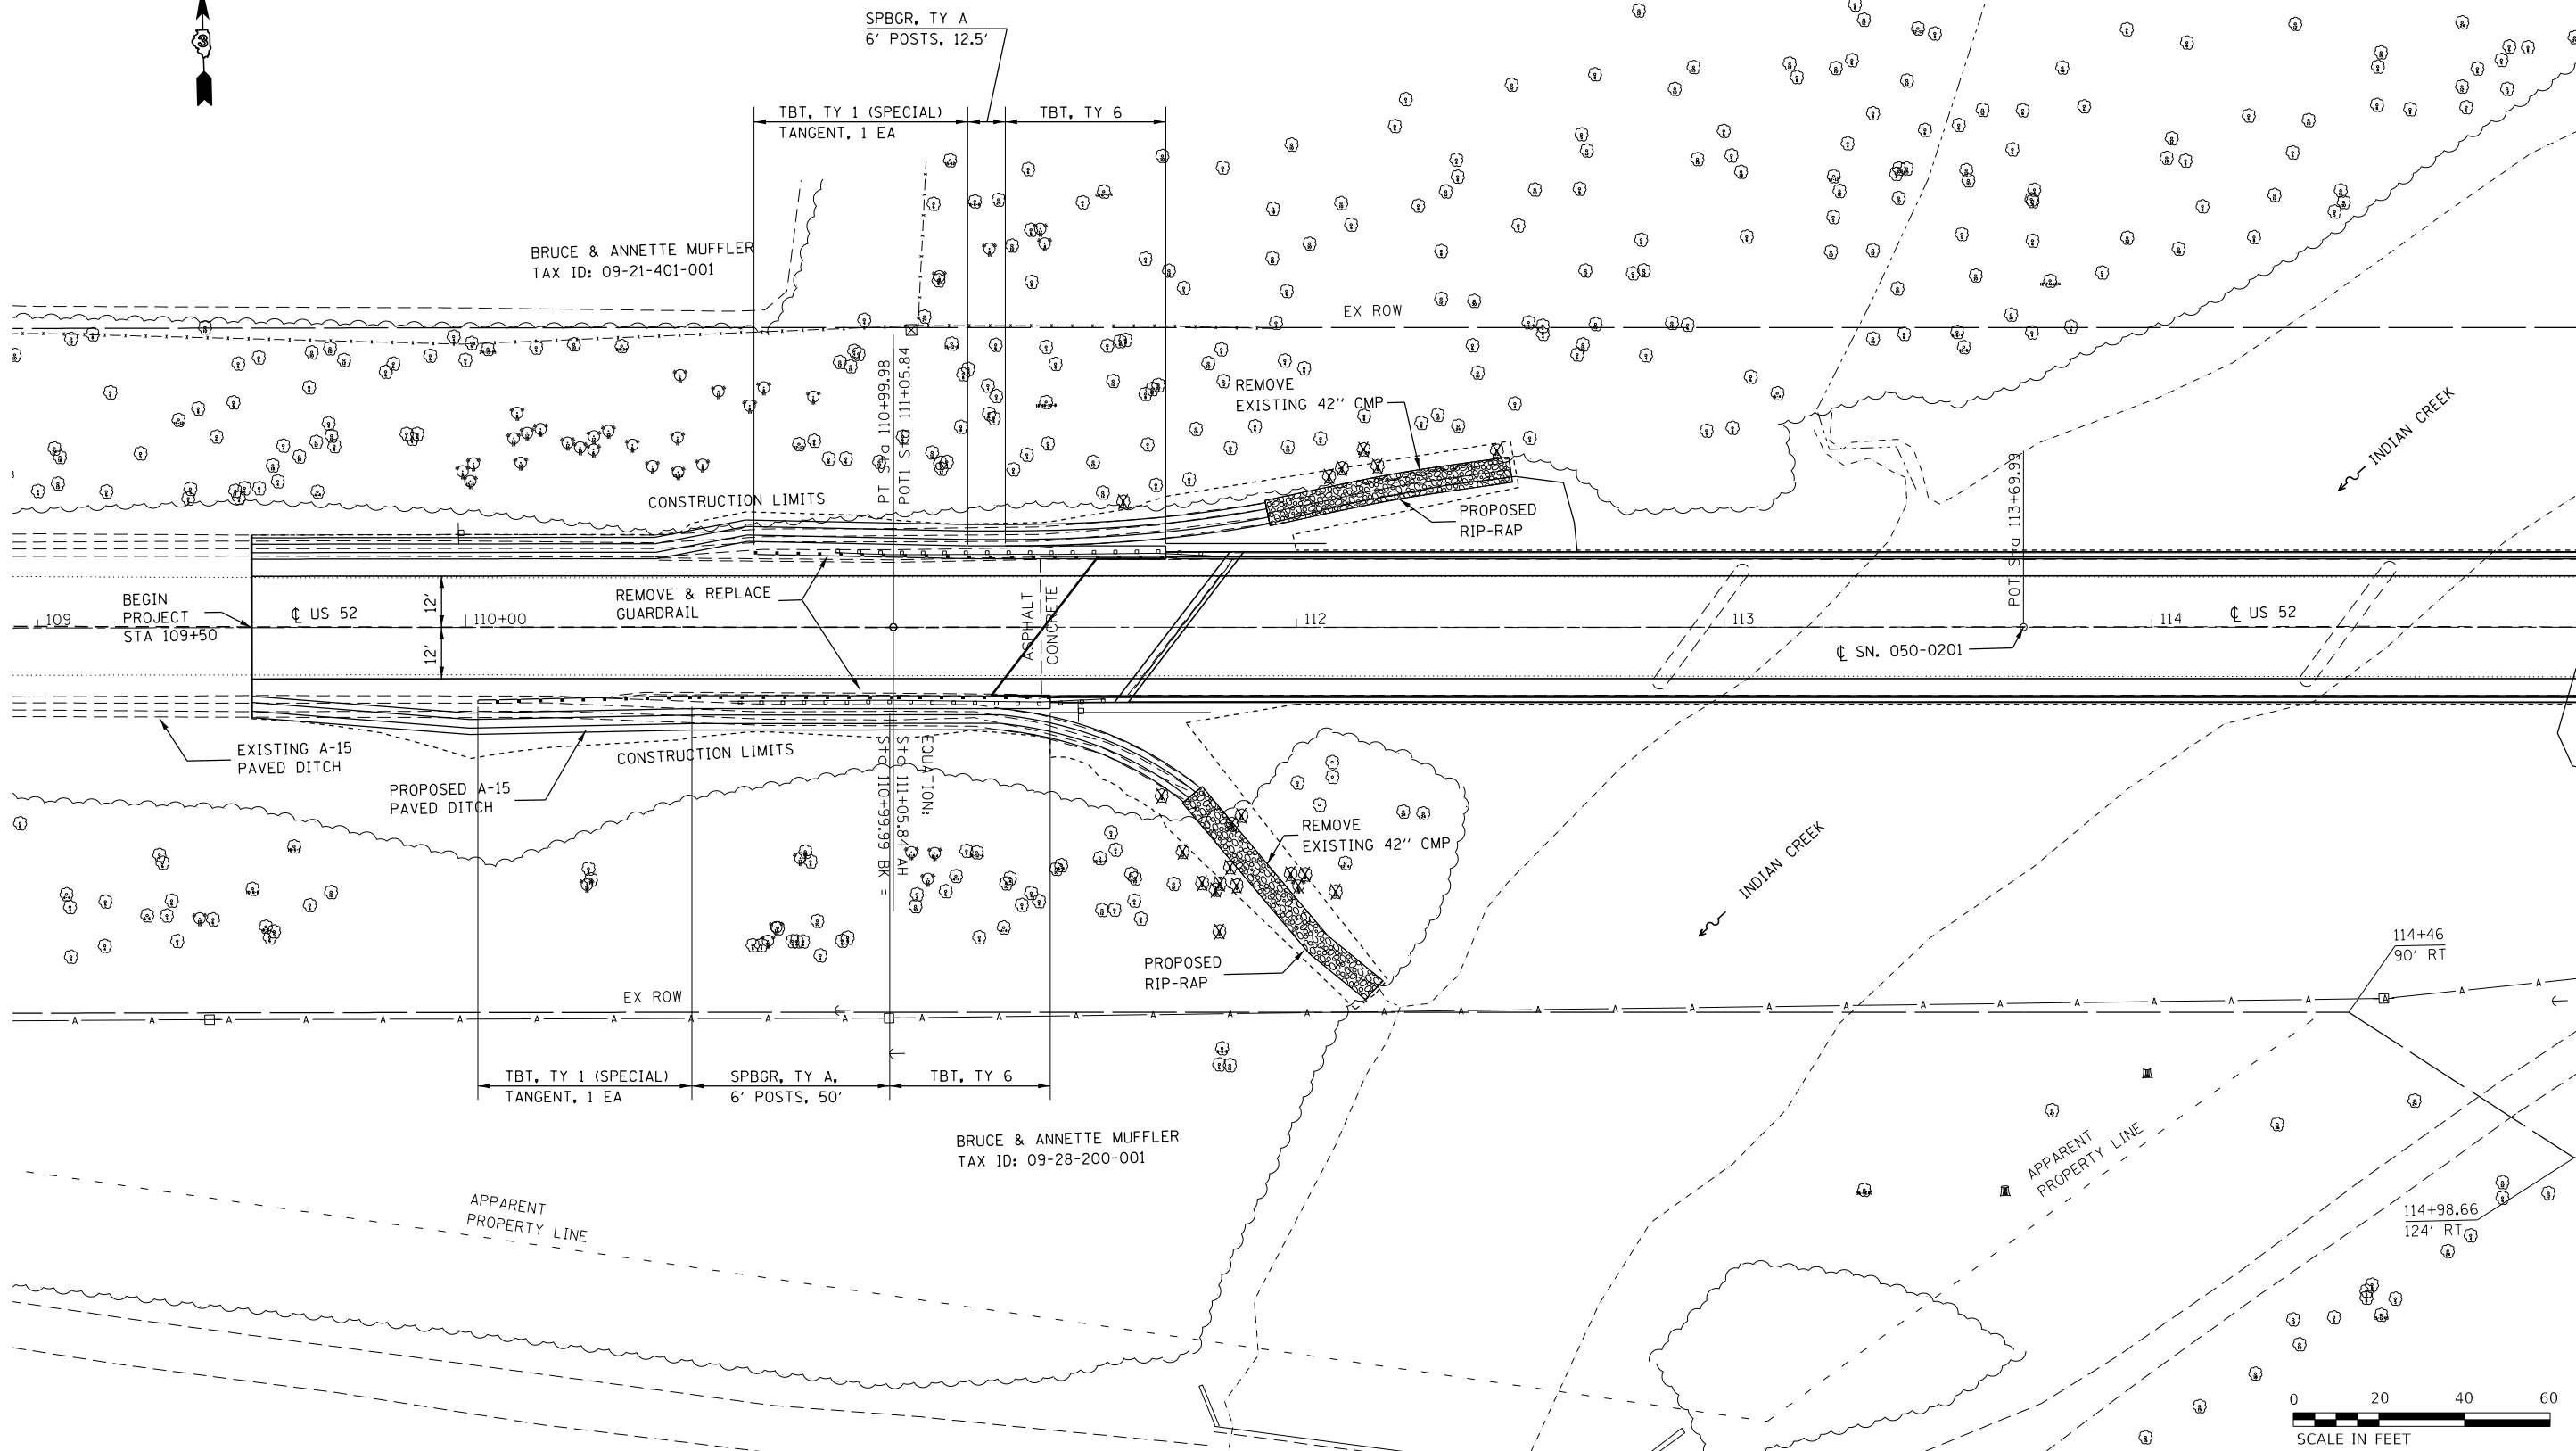 3
SPBGR, TY A
6' POSTS, 12.5'
TBT, TY 1 (SPECIAL)
TANGENT, 1 EA
TBT, TY 6
BRUCE & ANNETTE MUFFLER
TAX ID: 09-21-401-001
EX ROW
PT Sta 110+99.98
POT1 Sta 111+05.84
REMOVE
EXISTING 42'' CMP
INDIAN CREEK
CONSTRUCTION LIMITS
PROPOSED
RIP-RAP
POT Sta 113+69.99
BEGIN
PROJECT
STA 109+50
109
℄ US 52
12'
12'
110+00
REMOVE & REPLACE
GUARDRAIL
ASPHALT
CONCRETE
112
113
114
℄ US 52
℄ SN. 050-0201
EXISTING A-15
PAVED DITCH
CONSTRUCTION LIMITS
PROPOSED A-15
PAVED DITCH
EQUATION:
Sta 111+05.84 AH
Sta 110+99.99 BK =
REMOVE
EXISTING 42'' CMP
INDIAN CREEK
PROPOSED
RIP-RAP
114+46
90' RT
EX ROW
A A A A A A A A A A A A A A A A A A A A A A A A A A A A A A A A A
TBT, TY 1 (SPECIAL)
TANGENT, 1 EA
SPBGR, TY A,
6' POSTS, 50'
TBT, TY 6
BRUCE & ANNETTE MUFFLER
TAX ID: 09-28-200-001
APPARENT
PROPERTY LINE
APPARENT
PROPERTY LINE
114+98.66
124' RT
0 20 40 60
SCALE IN FEET